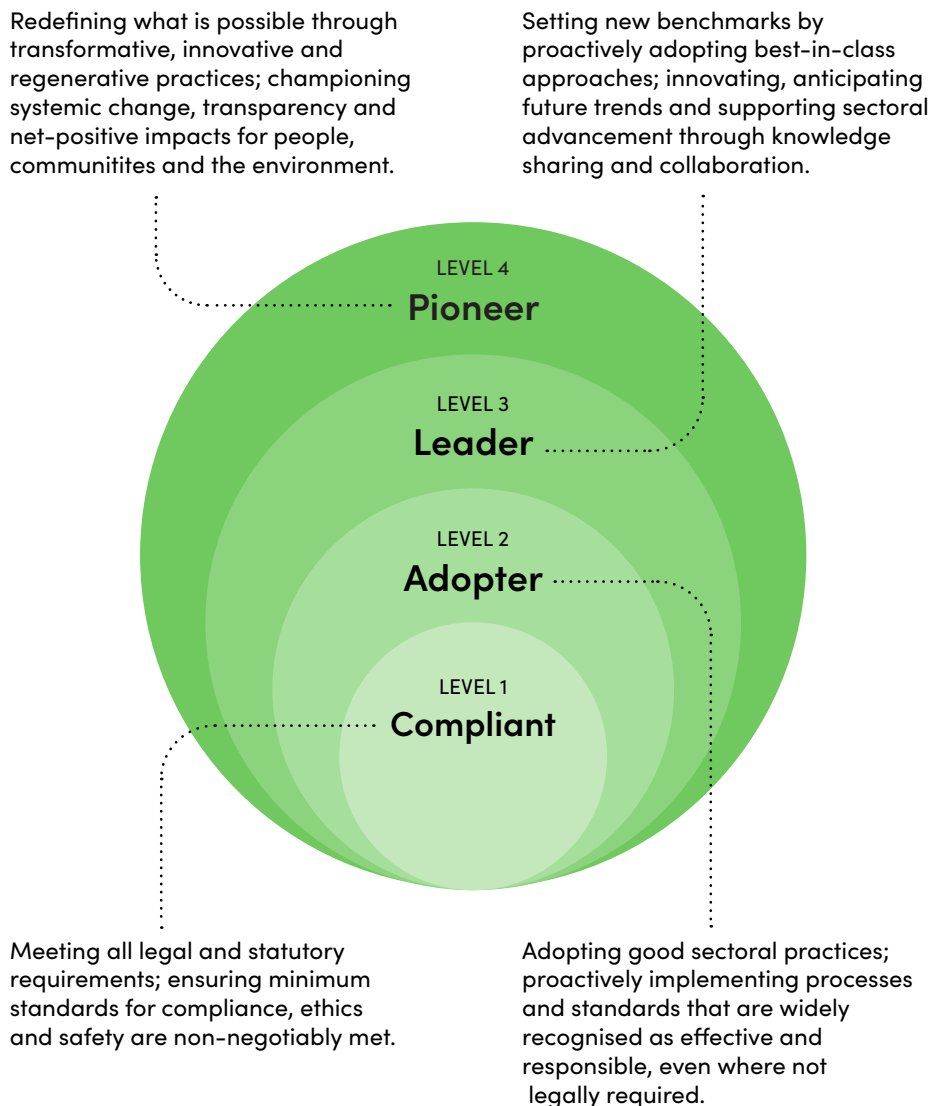 Redefining what is possible through
transformative, innovative and
regenerative practices; championing
systemic change, transparency and
net-positive impacts for people,
communitites and the environment.
Setting new benchmarks by
proactively adopting best-in-class
approaches; innovating, anticipating
future trends and supporting sectoral
advancement through knowledge
sharing and collaboration.
LEVEL 4
Pioneer
LEVEL 3
Leader
LEVEL 2
Adopter
LEVEL 1
Compliant
Meeting all legal and statutory
requirements; ensuring minimum
standards for compliance, ethics
and safety are non-negotiably met.
Adopting good sectoral practices;
proactively implementing processes
and standards that are widely
recognised as effective and
responsible, even where not
legally required.